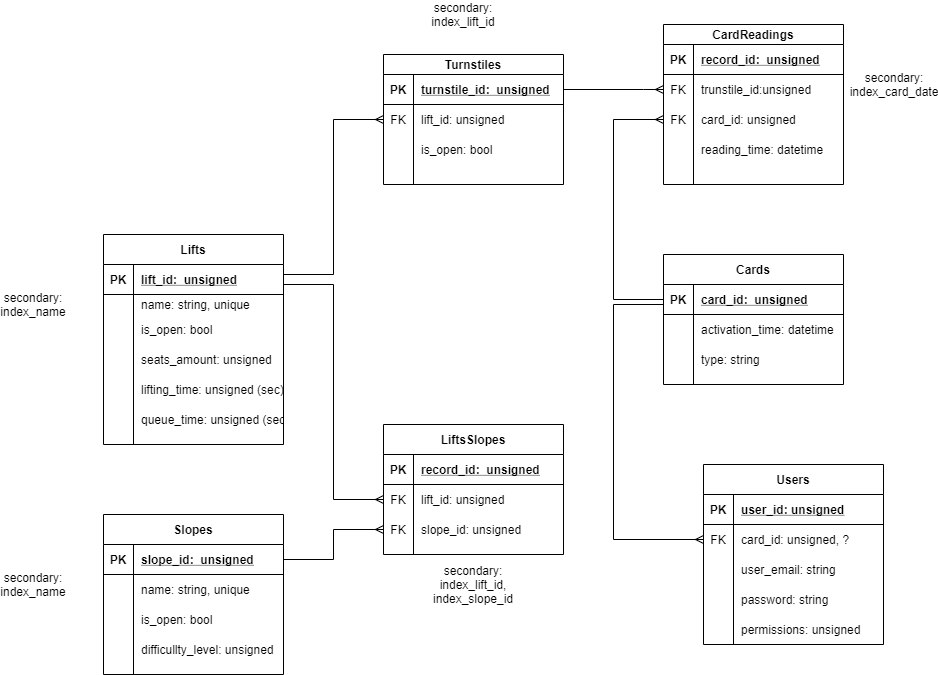 secondary:
index_lift_id
Turnstiles
PK turnstile_id: unsigned
FK lift_id: unsigned
is_open: bool
CardReadings
PK record_id: unsigned
FK trunstile_id:unsigned
FK card_id: unsigned
reading_time: datetime
secondary:
index_card_date
Lifts
PK lift_id: unsigned
name: string, unique
is_open: bool
seats_amount: unsigned
lifting_time: unsigned (sec)
queue_time: unsigned (sec
secondary:
index_name
Cards
PK card_id: unsigned
activation_time: datetime
type: string
LiftsSlopes
PK record_id: unsigned
FK lift_id: unsigned
FK slope_id: unsigned
secondary:
index_lift_id,
index_slope_id
Slopes
PK slope_id: unsigned
name: string, unique
is_open: bool
difficullty_level: unsigned
secondary:
index_name
Users
PK user_id: unsigned
FK card_id: unsigned, ?
user_email: string
password: string
permissions: unsigned